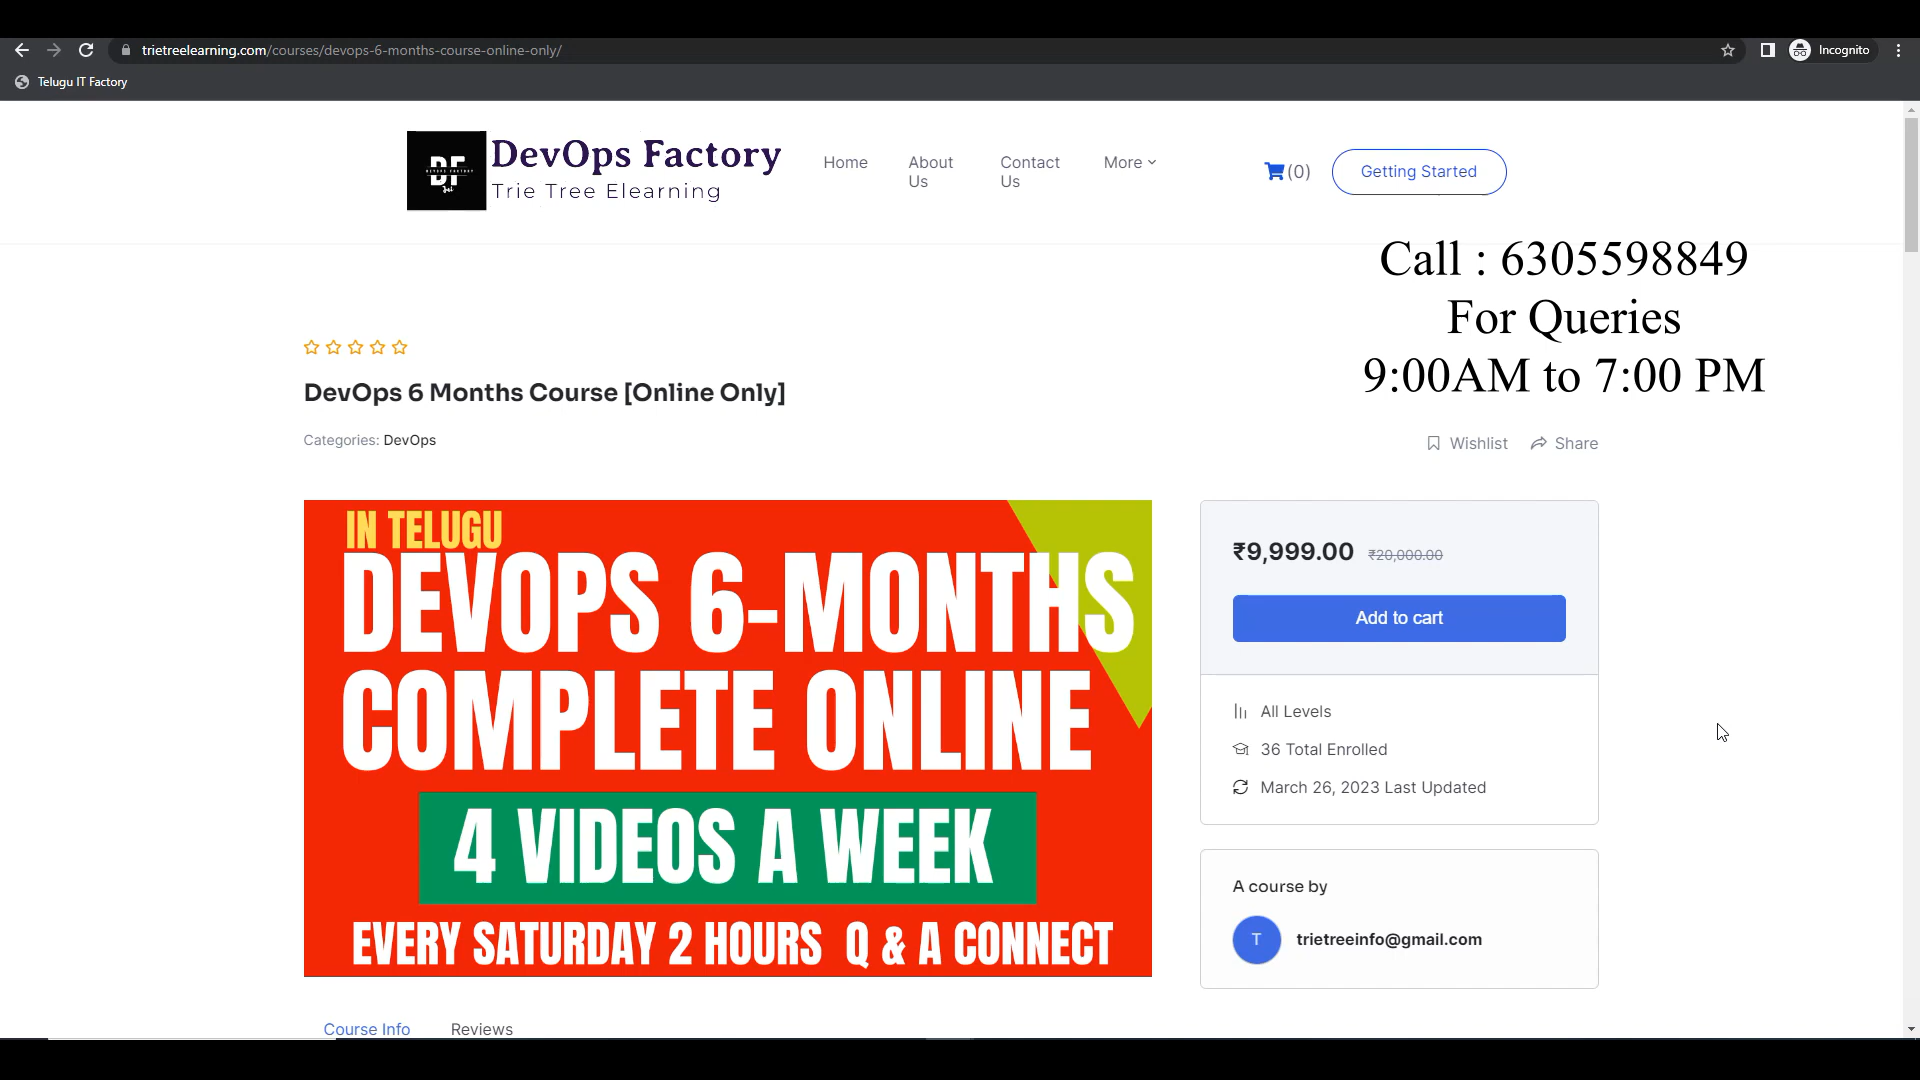 trietreelearning.com/courses/devops-6-months-course-online-only/
Incognito
Telugu IT Factory
DF
DevOps Factory
Trie Tree Elearning
Home
About Us
Contact Us
More
(0)
Getting Started
Call : 6305598849
For Queries
9:00AM to 7:00 PM
DevOps 6 Months Course [Online Only]
Categories: DevOps
Wishlist
Share
IN TELUGU
DEVOPS 6-MONTHS
COMPLETE ONLINE
4 VIDEOS A WEEK
EVERY SATURDAY 2 HOURS Q & A CONNECT
₹9,999.00 ₹20,000.00
Add to cart
All Levels
36 Total Enrolled
March 26, 2023 Last Updated
A course by
T
trietreeinfo@gmail.com
Course Info
Reviews